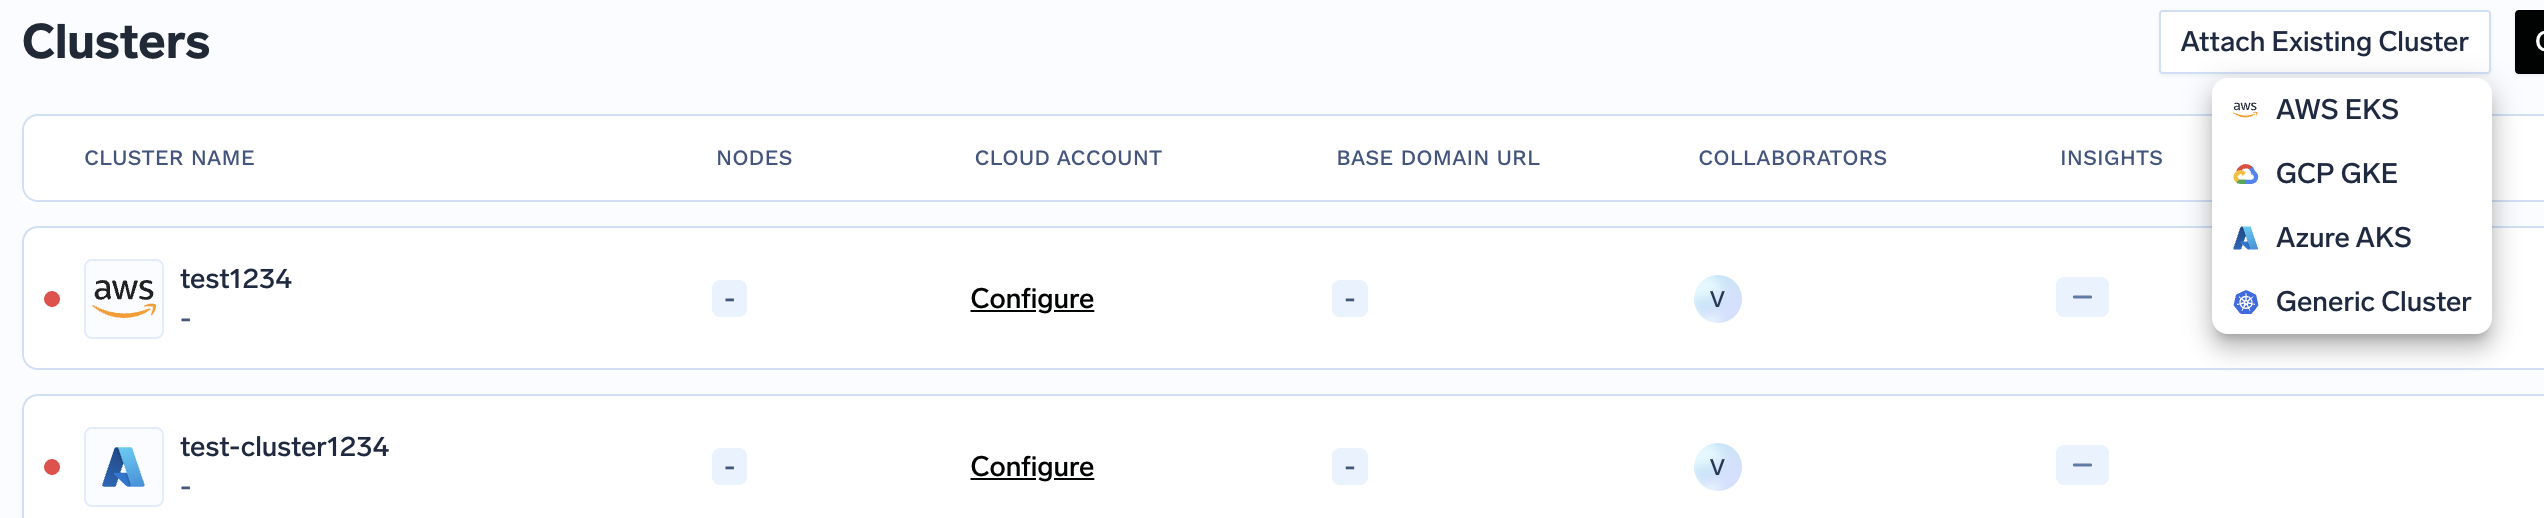 Clusters
Attach Existing Cluster
aws AWS EKS
GCP GKE
Azure AKS
Generic Cluster
CLUSTER NAME NODES CLOUD ACCOUNT BASE DOMAIN URL COLLABORATORS INSIGHTS
aws test1234 - Configure - V —
-
test-cluster1234 - Configure - V —
-